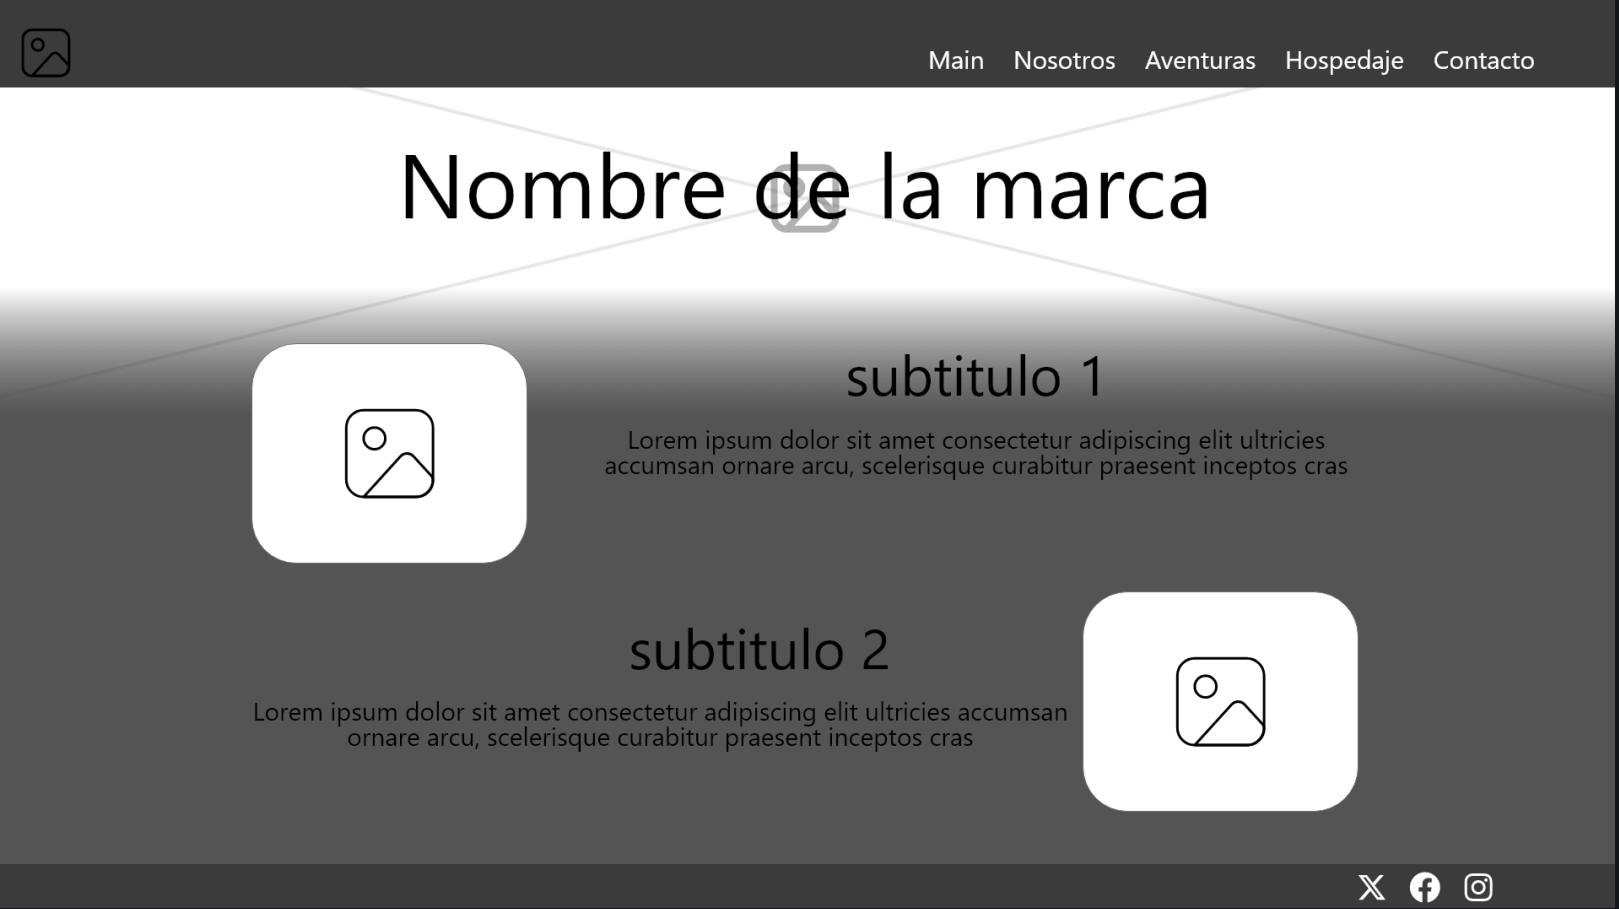 Main Nosotros Aventuras Hospedaje Contacto
Nombre de la marca
subtitulo 1
Lorem ipsum dolor sit amet consectetur adipiscing elit ultricies
accumsan ornare arcu, scelerisque curabitur praesent inceptos cras
subtitulo 2
Lorem ipsum dolor sit amet consectetur adipiscing elit ultricies accumsan
ornare arcu, scelerisque curabitur praesent inceptos cras